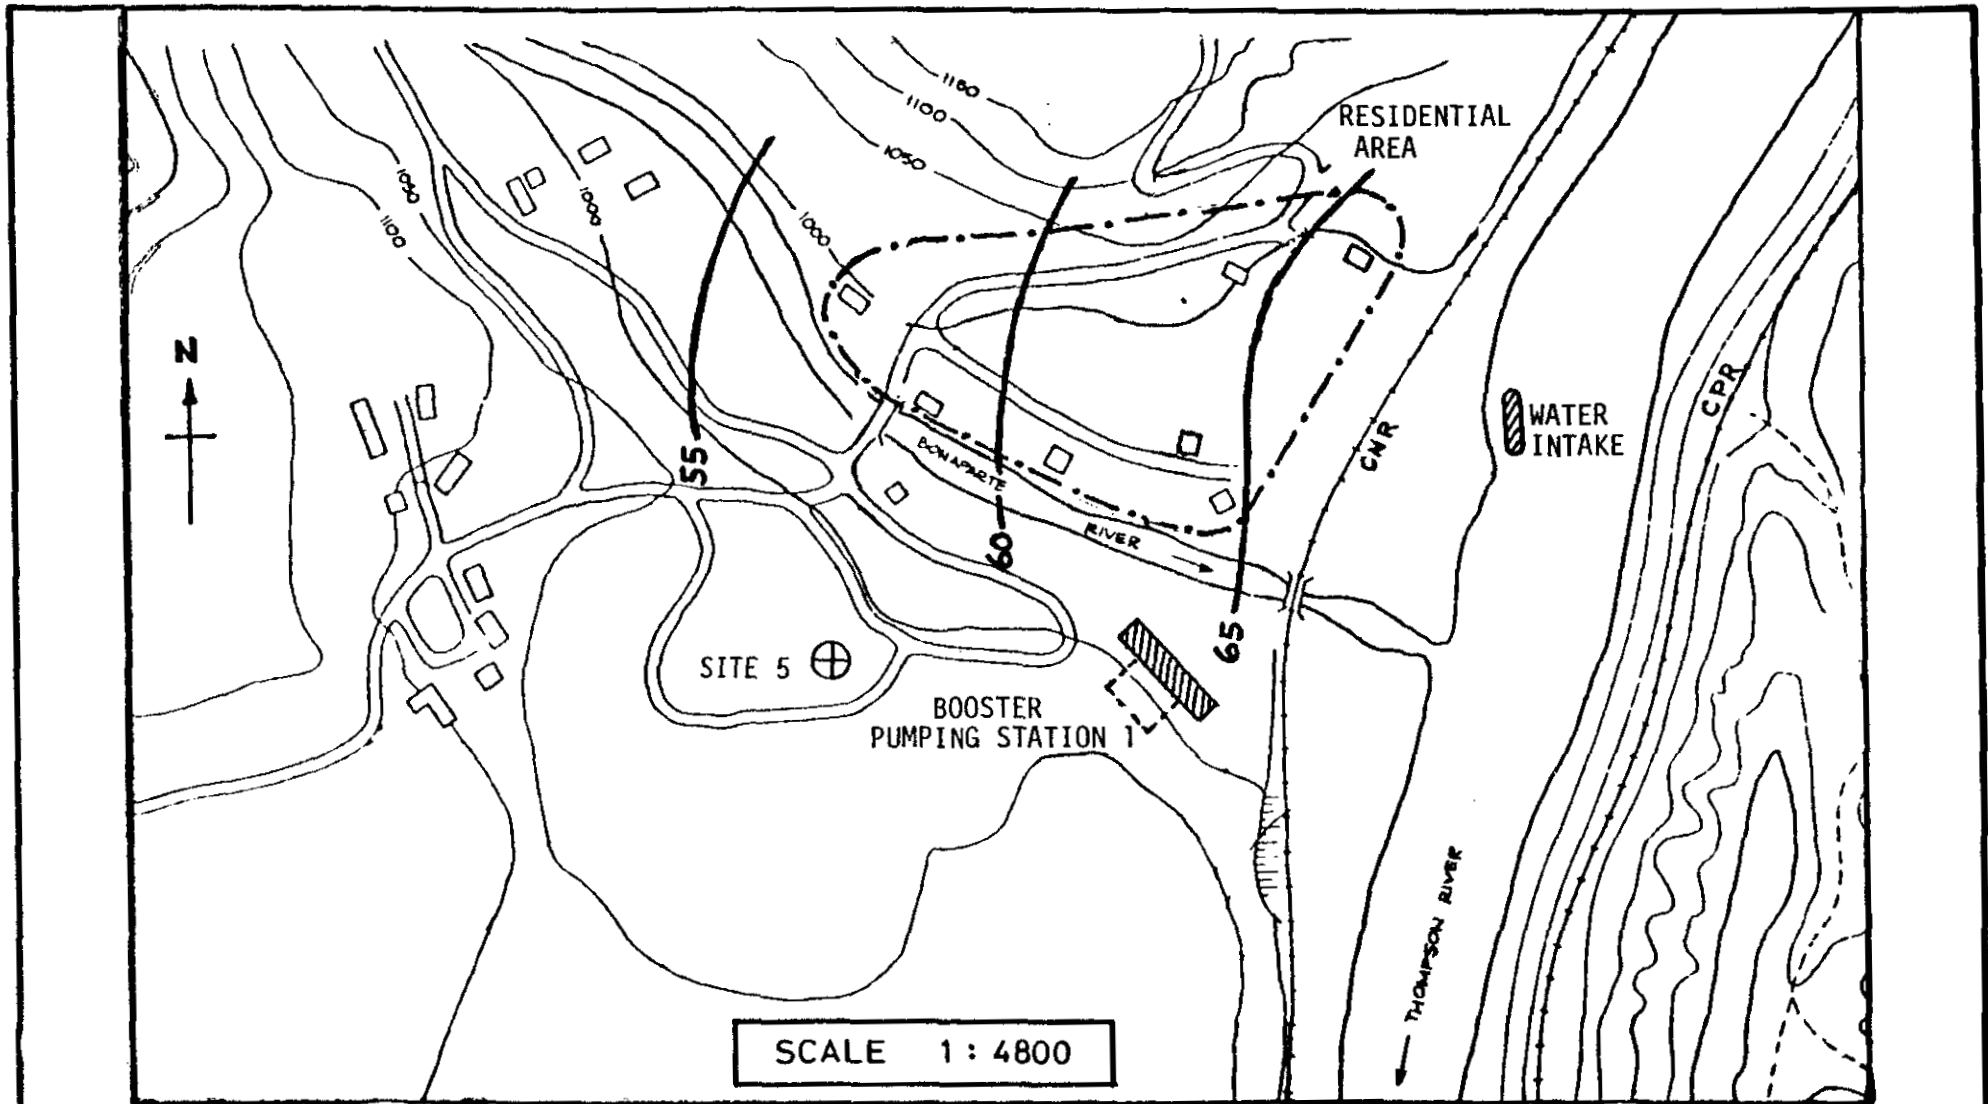 1150
1100
1050
RESIDENTIAL
AREA
1050
1100
1000
1000
N
55
60
65
BONAPARTE
RIVER
CNR
CPR
WATER
INTAKE
SITE 5
BOOSTER
PUMPING STATION 1
THOMPSON RIVER
SCALE 1 : 4800